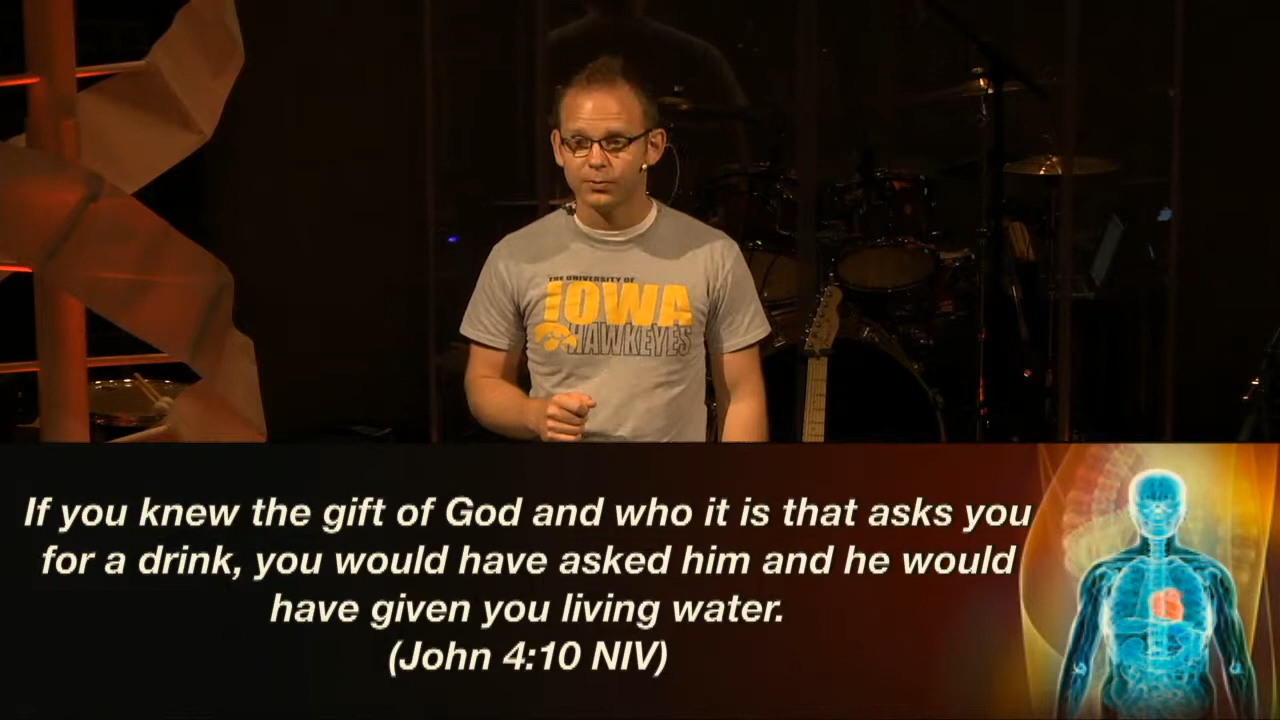 THE UNIVERSITY OF
IOWA
HAWKEYES
If you knew the gift of God and who it is that asks you
for a drink, you would have asked him and he would
have given you living water.
(John 4:10 NIV)